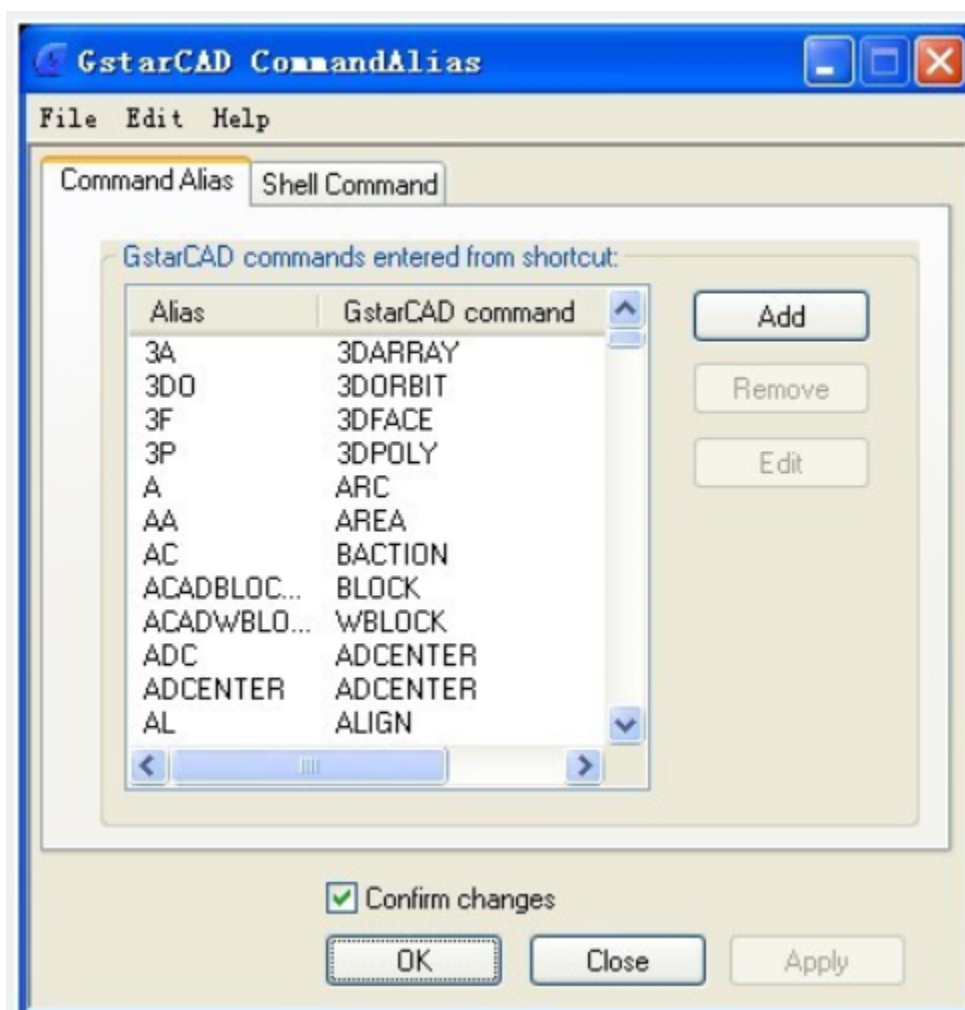 GstarCAD CommandAlias
File Edit Help
Command Alias Shell Command
GstarCAD commands entered from shortcut:
Alias GstarCAD command
3A 3DARRAY
3DO 3DORBIT
3F 3DFACE
3P 3DPOLY
A ARC
AA AREA
AC BACTION
ACADBLOC... BLOCK
ACADWBLO... WBLOCK
ADC ADCENTER
ADCENTER ADCENTER
AL ALIGN
Add
Remove
Edit
Confirm changes
OK Close Apply